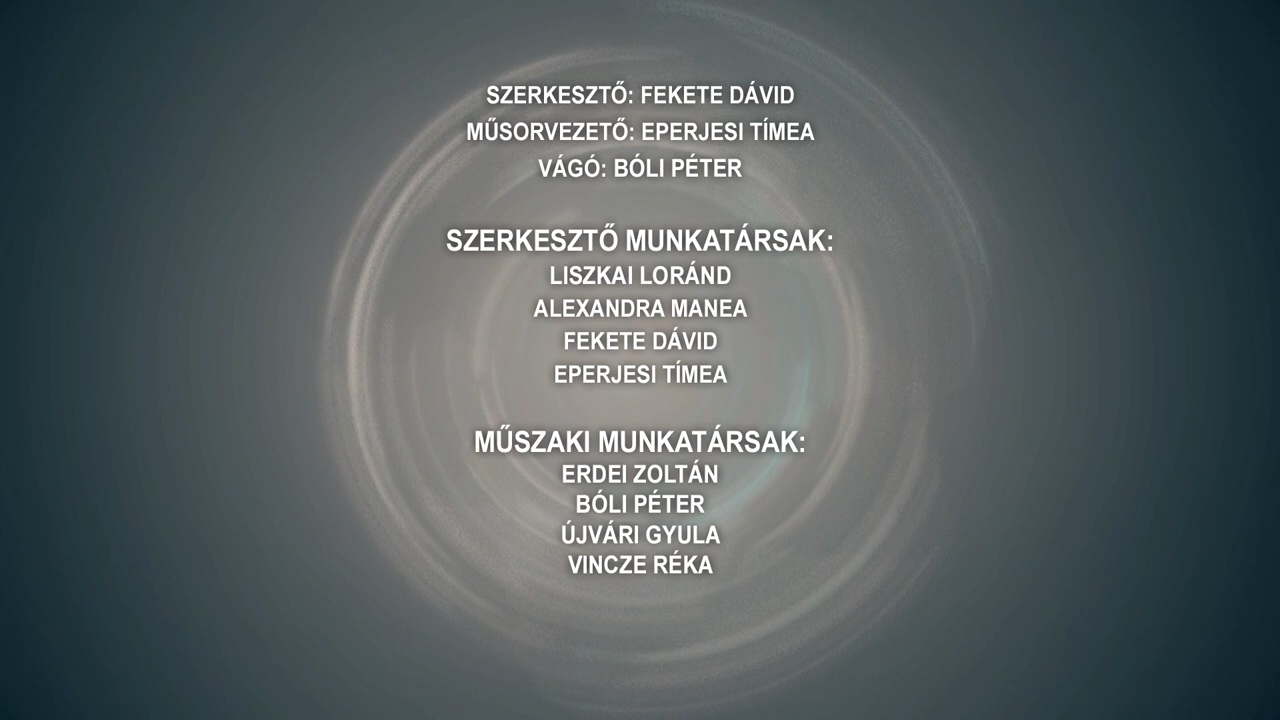 SZERKESZTŐ: FEKETE DÁVID
MŰSORVEZETŐ: EPERJESI TÍMEA
VÁGÓ: BÓLI PÉTER
SZERKESZTŐ MUNKATÁRSAK:
LISZKAI LORÁND
ALEXANDRA MANEA
FEKETE DÁVID
EPERJESI TÍMEA
MŰSZAKI MUNKATÁRSAK:
ERDEI ZOLTÁN
BÓLI PÉTER
ÚJVÁRI GYULA
VINCZE RÉKA